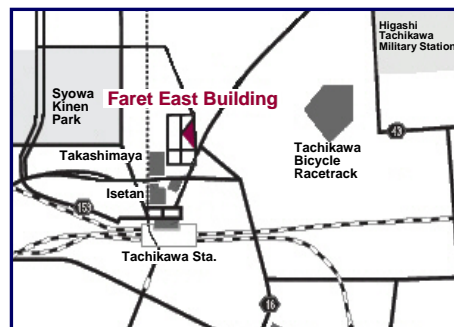 Higashi
Tachikawa
Military Station
Syowa
Kinen
Park
Faret East Building
43
Takashimaya
Tachikawa
Bicycle
Racetrack
Isetan
153
Tachikawa Sta.
16